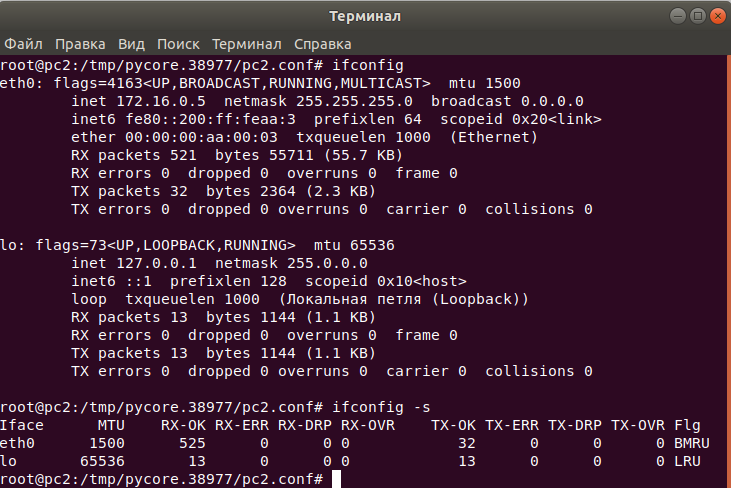 Терминал
Файл Правка Вид Поиск Терминал Справка
root@pc2:/tmp/pycore.38977/pc2.conf# ifconfig
eth0: flags=4163<UP,BROADCAST,RUNNING,MULTICAST>  mtu 1500
        inet 172.16.0.5  netmask 255.255.255.0  broadcast 0.0.0.0
        inet6 fe80::200:ff:feaa:3  prefixlen 64  scopeid 0x20<link>
        ether 00:00:00:aa:00:03  txqueuelen 1000  (Ethernet)
        RX packets 521  bytes 55711 (55.7 KB)
        RX errors 0  dropped 0  overruns 0  frame 0
        TX packets 32  bytes 2364 (2.3 KB)
        TX errors 0  dropped 0 overruns 0  carrier 0  collisions 0
lo: flags=73<UP,LOOPBACK,RUNNING>  mtu 65536
        inet 127.0.0.1  netmask 255.0.0.0
        inet6 ::1  prefixlen 128  scopeid 0x10<host>
        loop  txqueuelen 1000  (Локальная петля (Loopback))
        RX packets 13  bytes 1144 (1.1 KB)
        RX errors 0  dropped 0  overruns 0  frame 0
        TX packets 13  bytes 1144 (1.1 KB)
        TX errors 0  dropped 0 overruns 0  carrier 0  collisions 0
root@pc2:/tmp/pycore.38977/pc2.conf# ifconfig -s
Iface      MTU    RX-OK RX-ERR RX-DRP RX-OVR    TX-OK TX-ERR TX-DRP TX-OVR Flg
eth0      1500      525      0      0 0            32      0      0      0 BMRU
lo       65536       13      0      0 0            13      0      0      0 LRU
root@pc2:/tmp/pycore.38977/pc2.conf#